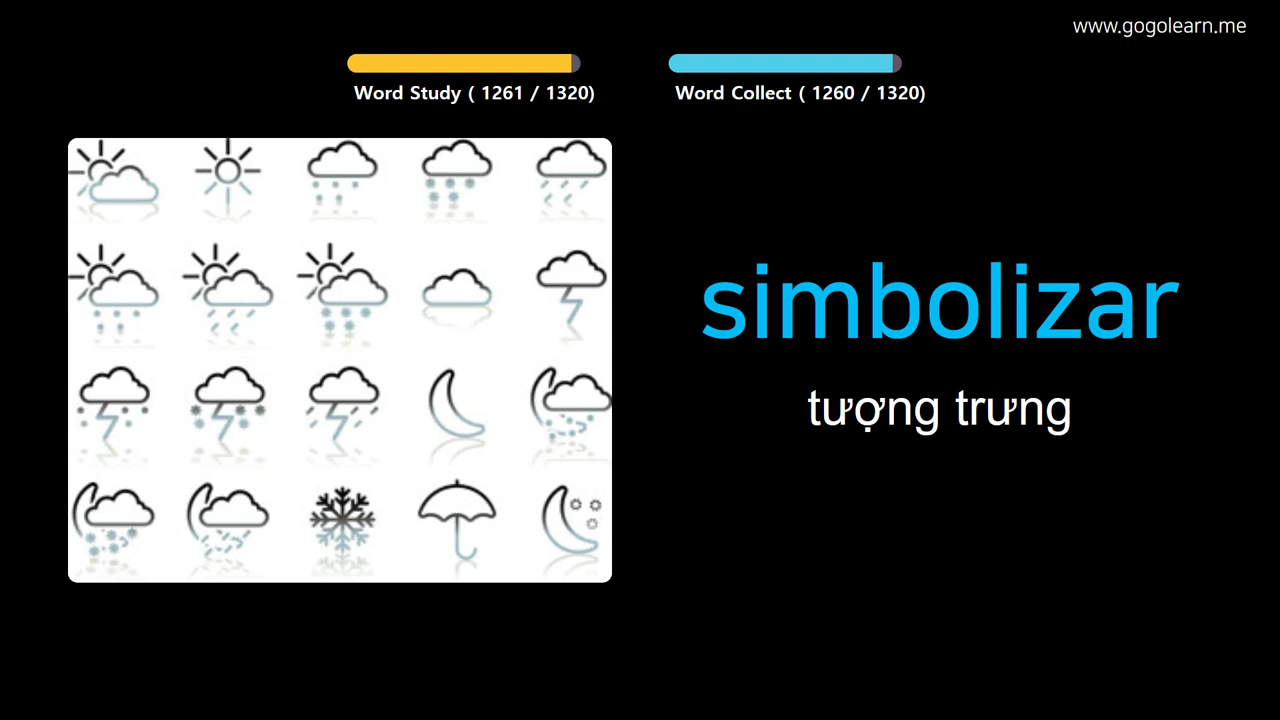 www.gogolearn.me
Word Study ( 1261 / 1320)
Word Collect ( 1260 / 1320)
simbolizar
tượng trưng